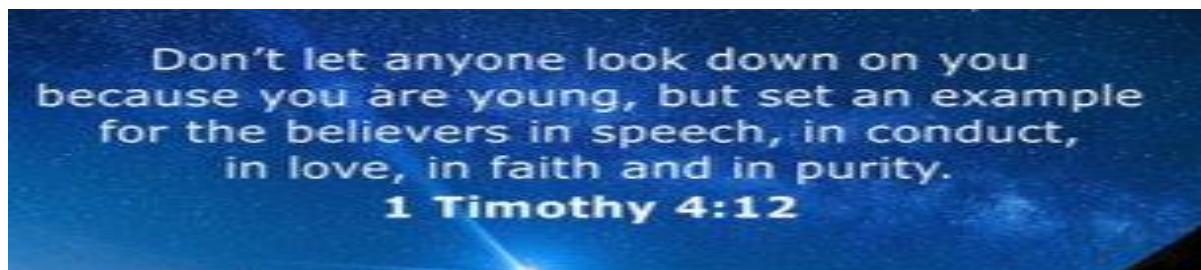 Don’t let anyone look down on you
because you are young, but set an example
for the believers in speech, in conduct,
in love, in faith and in purity.
1 Timothy 4:12